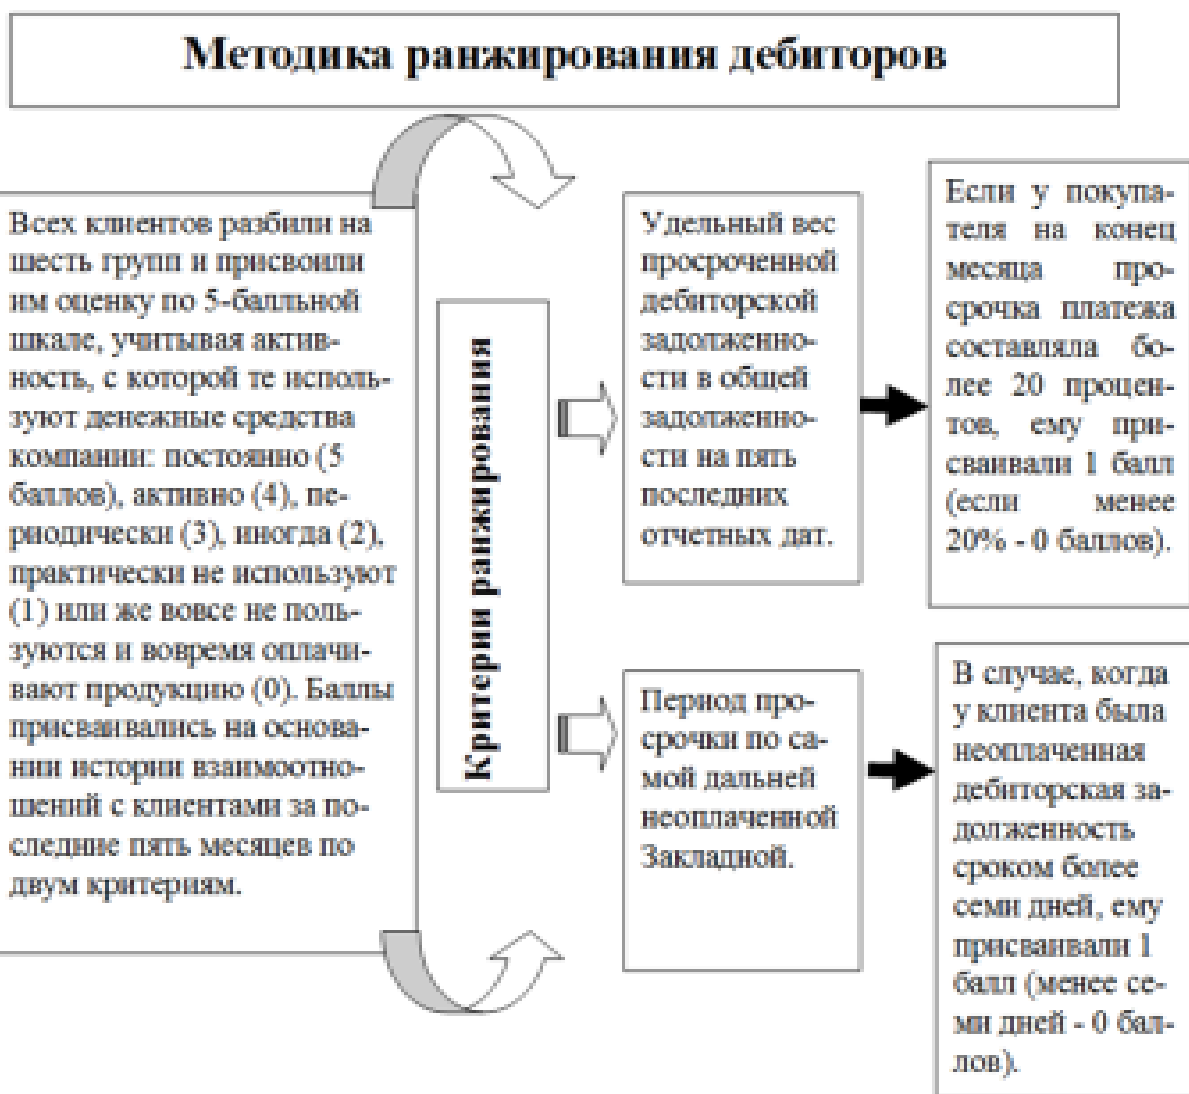 Методика ранжирования дебиторов
Всех клиентов разбили на
шесть групп и присвоили
им оценку по 5-балльной
шкале, учитывая актив-
ность, с которой те исполь-
зуют денежные средства
компании: постоянно (5
баллов), активно (4), пе-
риодически (3), иногда (2),
практически не используют
(1) или же вовсе не поль-
зуются и вовремя оплачи-
вают продукцию (0). Баллы
присваивались на основа-
нии истории взаимоотно-
шений с клиентами за по-
следние пять месяцев по
двум критериям.
Критерии ранжирования
Удельный вес
просроченной
дебиторской
задолженно-
сти в общей
задолженно-
сти на пять
последних
отчетных дат.
Если у покупа-
теля на конец
месяца про-
срочка платежа
составляла бо-
лее 20 процен-
тов, ему при-
сваивали 1 балл
(если менее
20% - 0 баллов).
Период про-
срочки по са-
мой дальней
неоплаченной
Закладной.
В случае, когда
у клиента была
неоплаченная
дебиторская за-
долженность
сроком более
семи дней, ему
присваивали 1
балл (менее се-
ми дней - 0 бал-
лов).